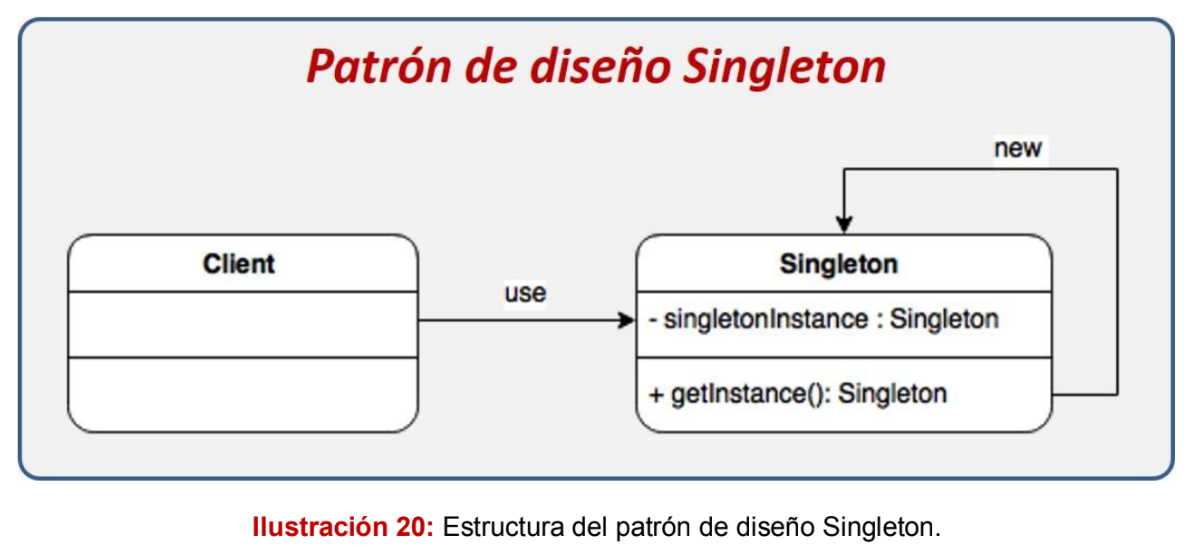 Patrón de diseño Singleton
new
Client
use
Singleton
- singletonInstance : Singleton
+ getInstance(): Singleton
Ilustración 20: Estructura del patrón de diseño Singleton.